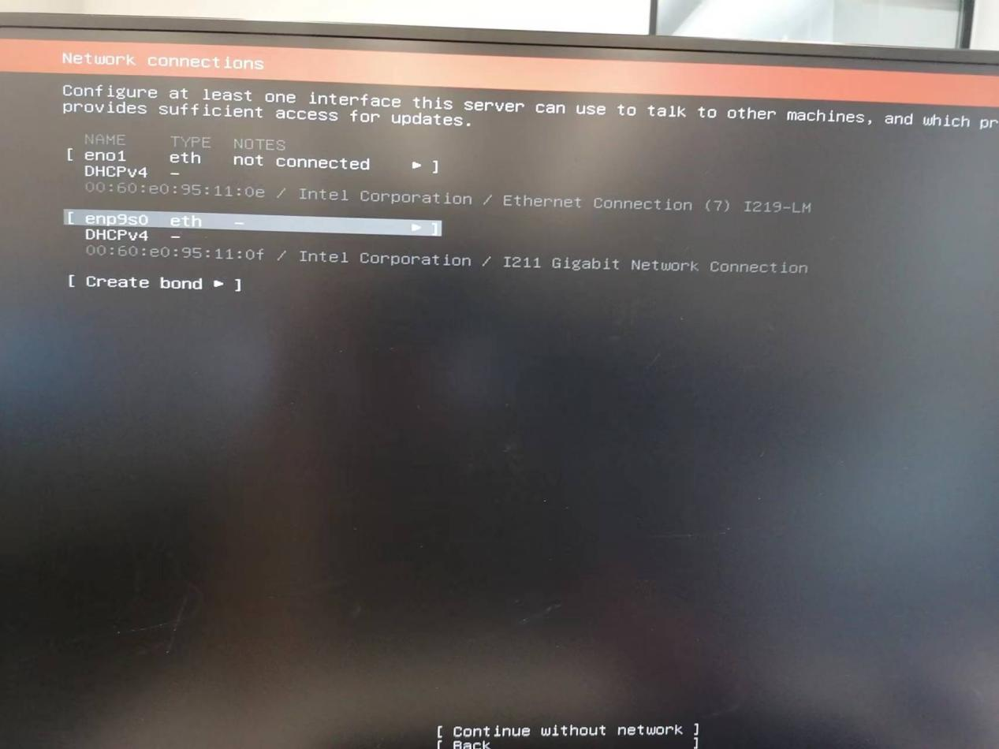 Network connections
Configure at least one interface this server can use to talk to other machines, and which
provides sufficient access for updates.
NAME TYPE NOTES
[ eno1 eth not connected ▸ ]
DHCPv4 –
00:60:e0:95:11:0e / Intel Corporation / Ethernet Connection (7) I219-LM
[ enp9s0 eth – ▸ ]
DHCPv4 –
00:60:e0:95:11:0f / Intel Corporation / I211 Gigabit Network Connection
[ Create bond ▸ ]
[ Continue without network ]
[ Back ]